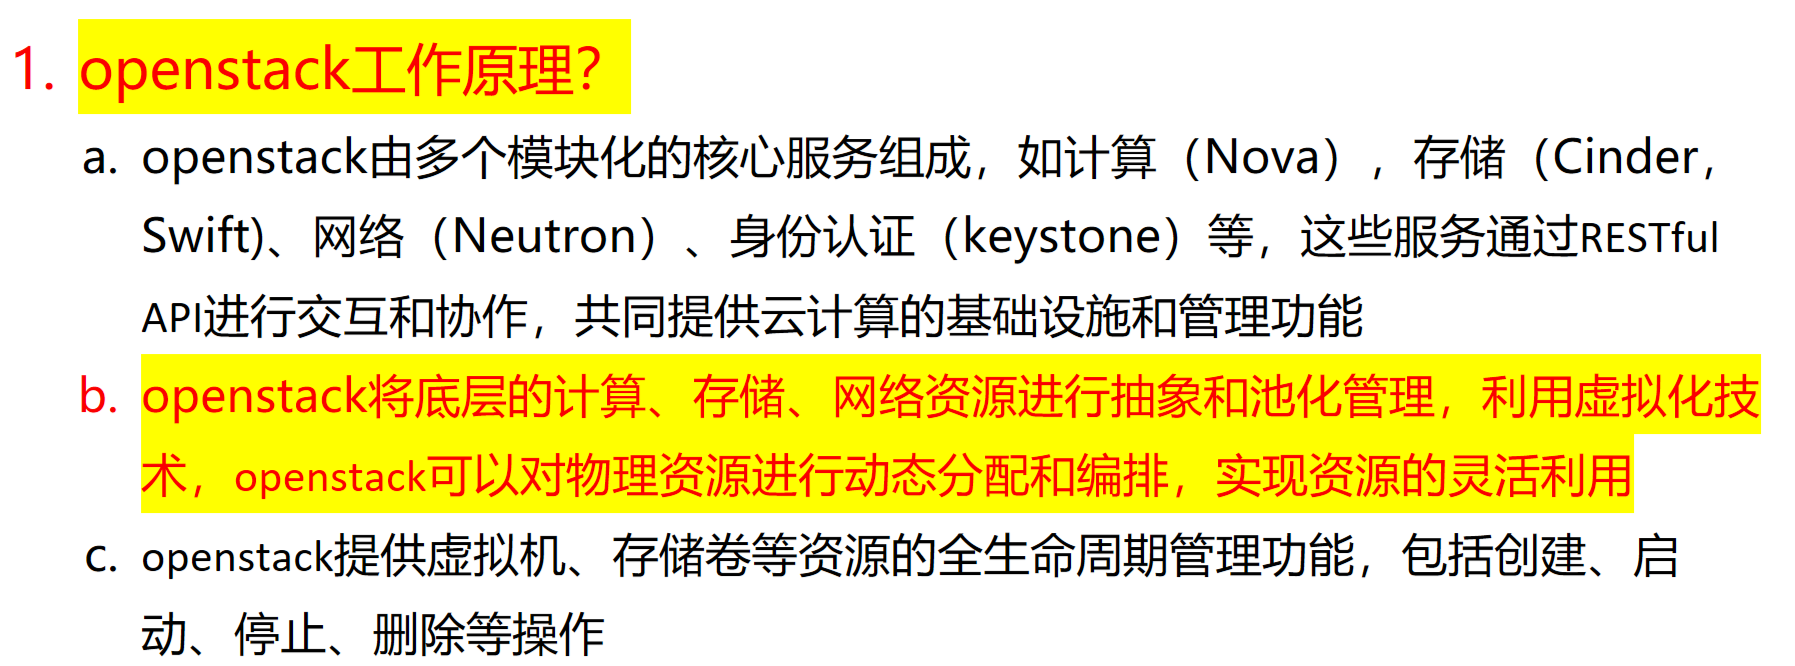 1. openstack工作原理？
a. openstack由多个模块化的核心服务组成，如计算（Nova），存储（Cinder，
Swift)、网络（Neutron）、身份认证（keystone）等，这些服务通过RESTful
API进行交互和协作，共同提供云计算的基础设施和管理功能
b. openstack将底层的计算、存储、网络资源进行抽象和池化管理，利用虚拟化技
术，openstack可以对物理资源进行动态分配和编排，实现资源的灵活利用
c. openstack提供虚拟机、存储卷等资源的全生命周期管理功能，包括创建、启
动、停止、删除等操作